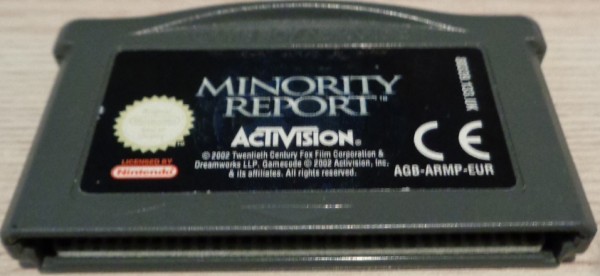 MINORITY
REPORT™
ACTIVISION®
© 2002 Twentieth Century Fox Film Corporation &
Dreamworks LLP. Gamecode © 2002 Activision, Inc.
& its affiliates. All rights reserved.
LICENSED BY
Nintendo
CE
AGB-ARMP-EUR